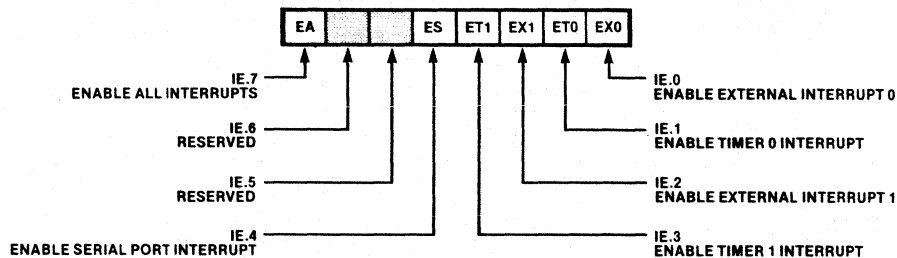 EA ES ET1 EX1 ET0 EX0
IE.7
ENABLE ALL INTERRUPTS
IE.6
RESERVED
IE.5
RESERVED
IE.4
ENABLE SERIAL PORT INTERRUPT
IE.0
ENABLE EXTERNAL INTERRUPT 0
IE.1
ENABLE TIMER 0 INTERRUPT
IE.2
ENABLE EXTERNAL INTERRUPT 1
IE.3
ENABLE TIMER 1 INTERRUPT